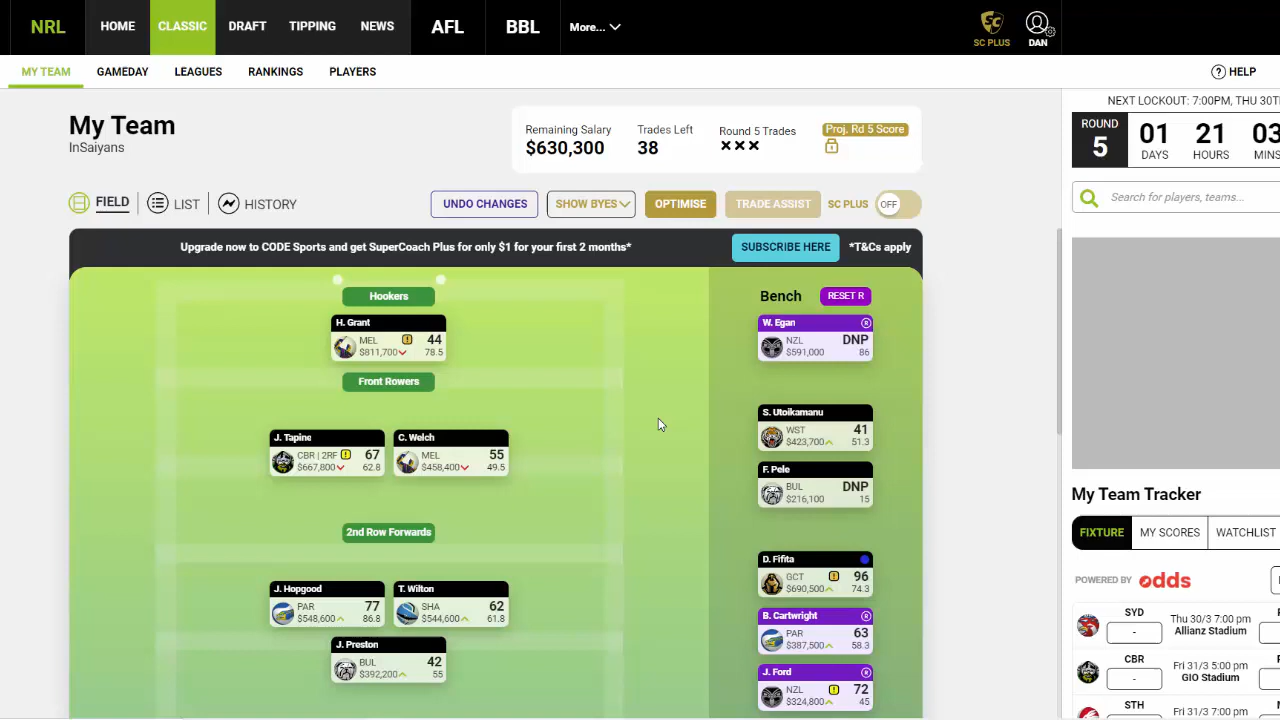 NRL HOME CLASSIC DRAFT TIPPING NEWS AFL BBL More... SC PLUS DAN
MY TEAM GAMEDAY LEAGUES RANKINGS PLAYERS HELP
My Team
InSaiyans
Remaining Salary
$630,300
Trades Left
38
Round 5 Trades
Proj. Rd 5 Score
NEXT LOCKOUT: 7:00PM, THU 30TH
ROUND
5
01
DAYS
21
HOURS
03
MINS
FIELD LIST HISTORY UNDO CHANGES SHOW BYES OPTIMISE TRADE ASSIST SC PLUS OFF
Search for players, teams...
Upgrade now to CODE Sports and get SuperCoach Plus for only $1 for your first 2 months* SUBSCRIBE HERE *T&Cs apply
Hookers
H. Grant
MEL 44
$811,700 78.5
Front Rowers
J. Tapine
CBR | 2RF 67
$667,800 62.8
C. Welch
MEL 55
$458,400 49.5
2nd Row Forwards
J. Hopgood
PAR 77
$548,600 86.8
T. Wilton
SHA 62
$544,600 61.8
J. Preston
BUL 42
$392,200 55
Bench RESET R
W. Egan R
NZL DNP
$591,000 86
S. Utoikamanu
WST 41
$423,700 51.3
F. Pele
BUL DNP
$216,100 15
D. Fifita
GCT 96
$690,500 74.3
B. Cartwright R
PAR 63
$387,500 58.3
J. Ford R
NZL 72
$324,800 45
My Team Tracker
FIXTURE MY SCORES WATCHLIST
POWERED BY odds
SYD
-
Thu 30/3 7:00 pm
Allianz Stadium
CBR
-
Fri 31/3 5:00 pm
GIO Stadium
STH
Fri 31/3 7:00 pm